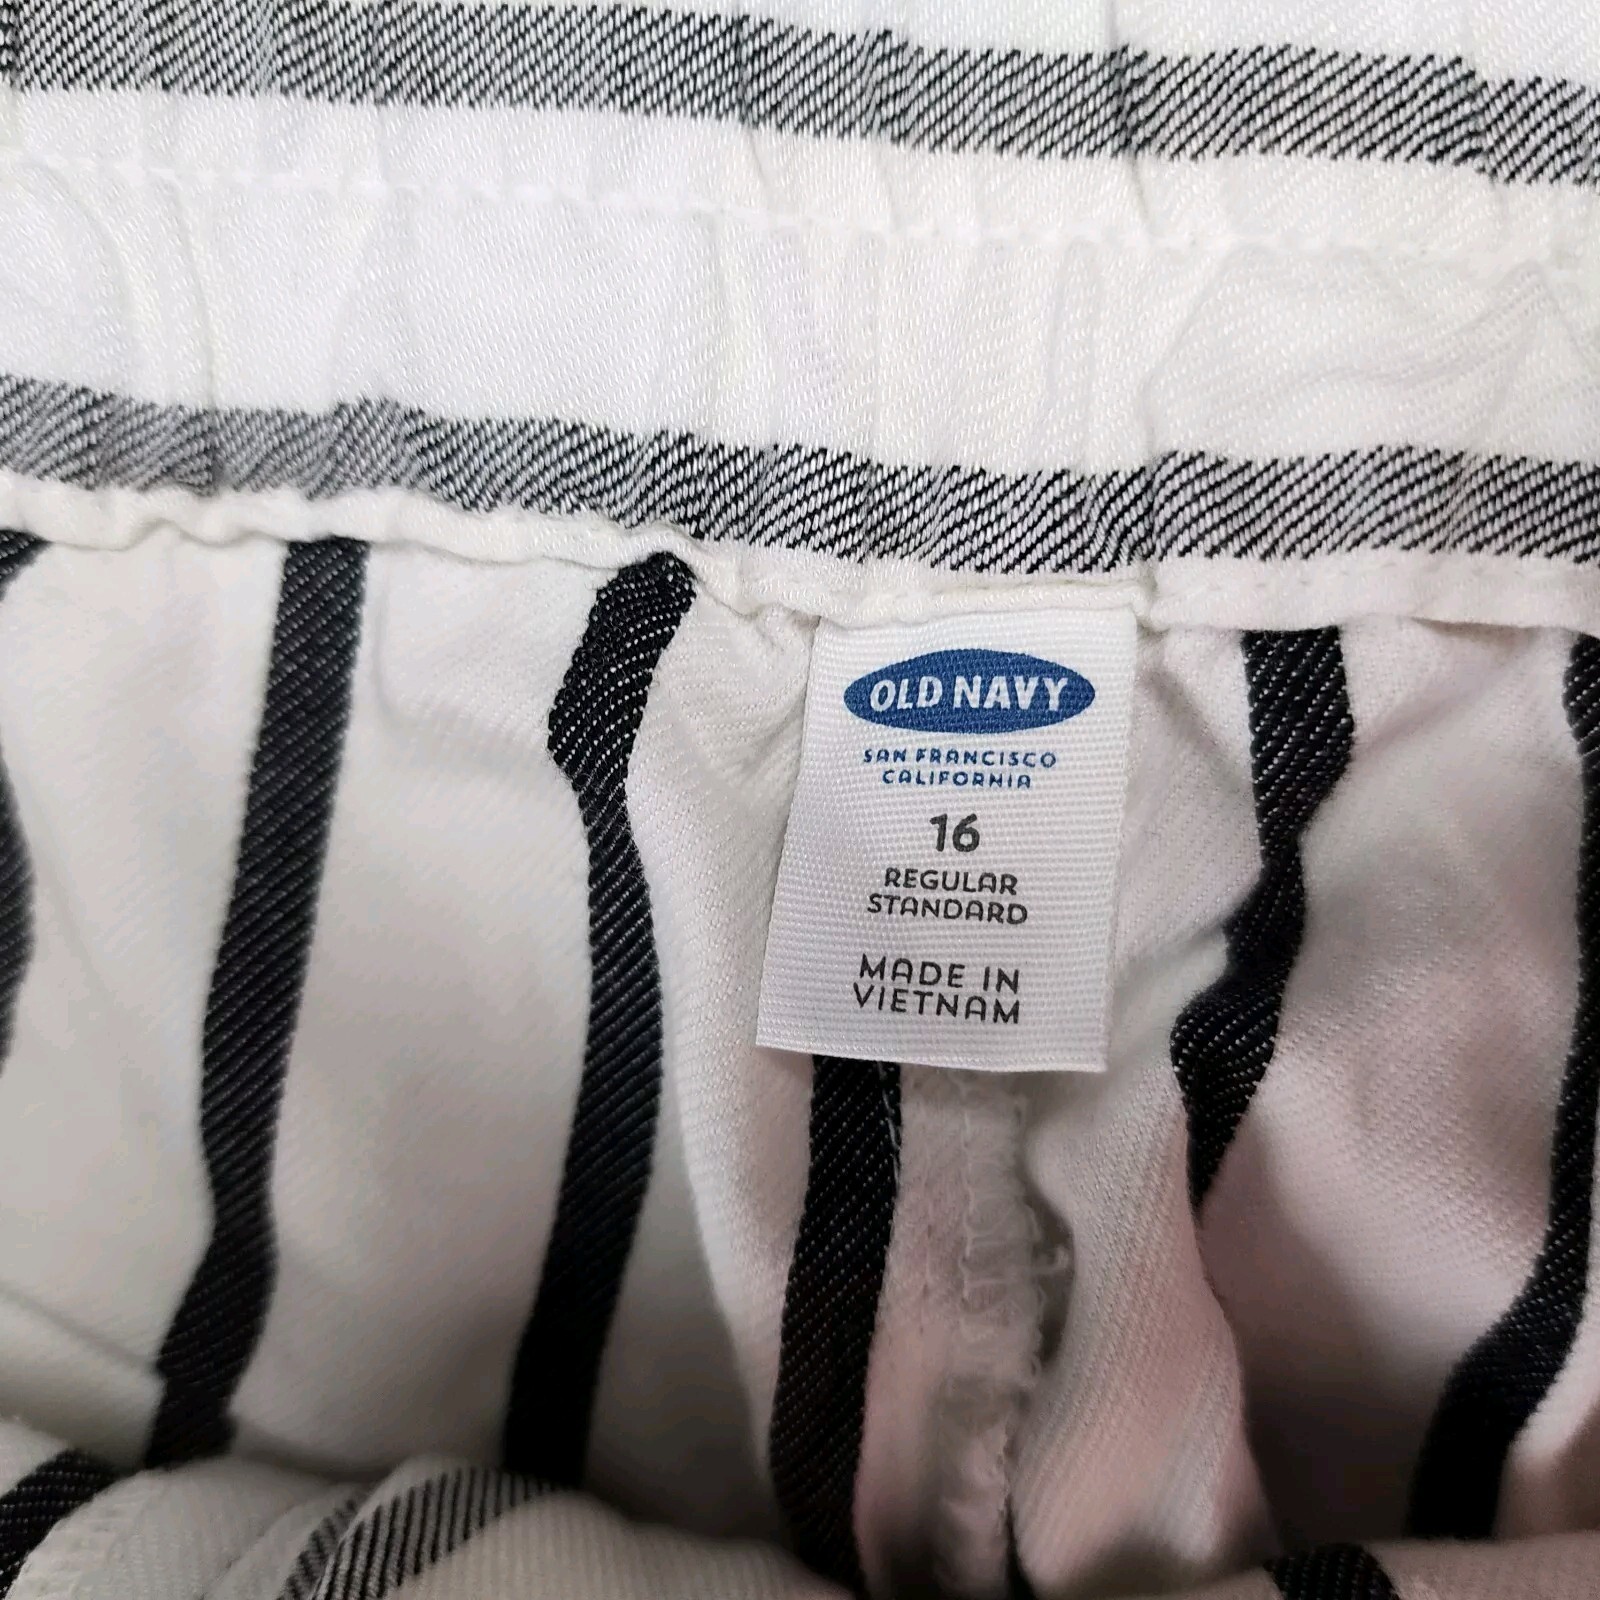 OLD NAVY
SAN FRANCISCO
CALIFORNIA
16
REGULAR
STANDARD
MADE IN
VIETNAM